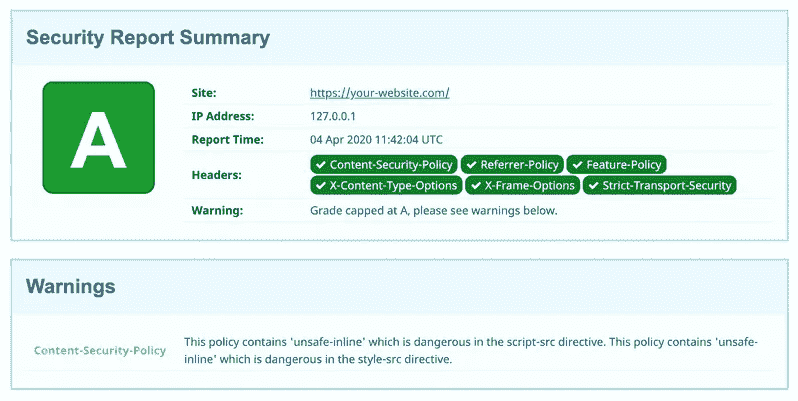 Security Report Summary
A
Site: https://your-website.com/
IP Address: 127.0.0.1
Report Time: 04 Apr 2020 11:42:04 UTC
Headers: ✔ Content-Security-Policy ✔ Referrer-Policy ✔ Feature-Policy
✔ X-Content-Type-Options ✔ X-Frame-Options ✔ Strict-Transport-Security
Warning: Grade capped at A, please see warnings below.
Warnings
Content-Security-Policy
This policy contains 'unsafe-inline' which is dangerous in the script-src directive. This policy contains 'unsafe-
inline' which is dangerous in the style-src directive.